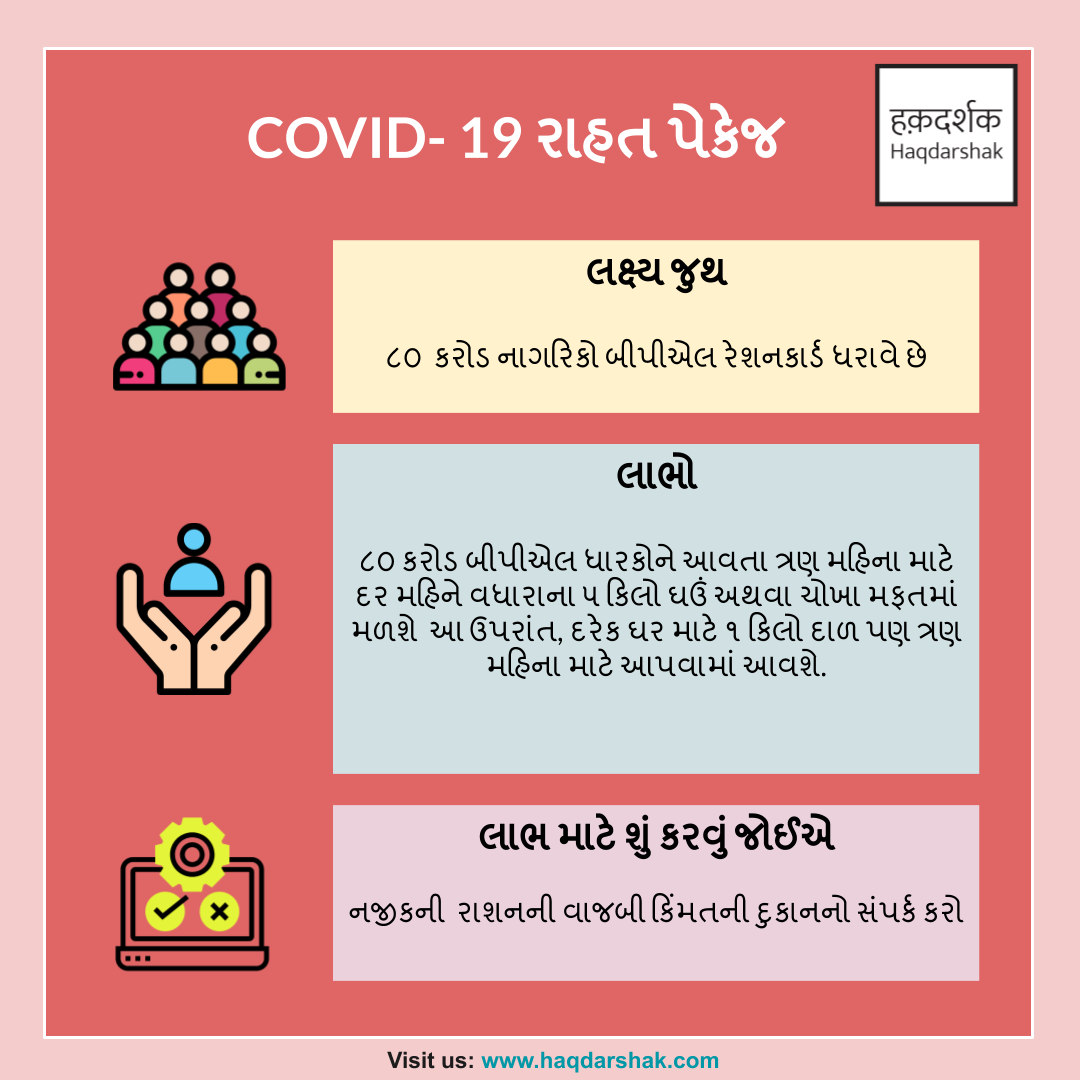 COVID- 19 રાહત પેકેજ
हक़दर्शक
Haqdarshak
લક્ષ્ય જુથ
૮૦ કરોડ નાગરિકો બીપીએલ રેશનકાર્ડ ધરાવે છે
લાભો
૮૦ કરોડ બીપીએલ ધારકોને આવતા ત્રણ મહિના માટે
દર મહિને વધારાના ૫ કિલો ઘઉં અથવા ચોખા મફતમાં
મળશે આ ઉપરાંત, દરેક ઘર માટે ૧ કિલો દાળ પણ ત્રણ
મહિના માટે આપવામાં આવશે.
લાભ માટે શું કરવું જોઈએ
નજીકની રાશનની વાજબી કિંમતની દુકાનનો સંપર્ક કરો
Visit us: www.haqdarshak.com